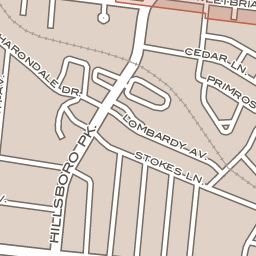 CEDAR LN.
PRIMROS
HARONDALE DR.
LOMBARDY AV.
STOKES LN.
HILLSBORO PK.